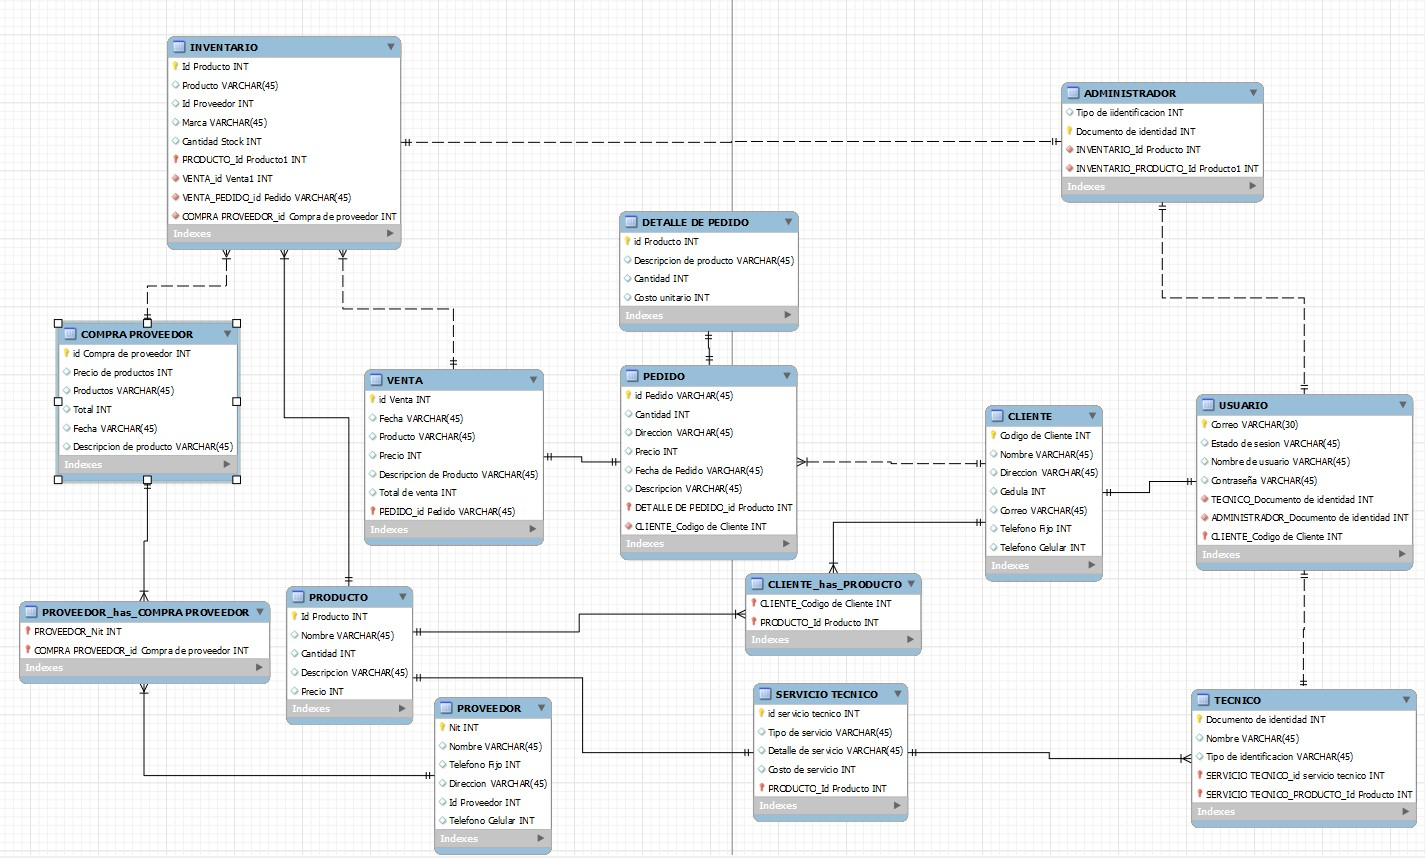 INVENTARIO
Id Producto INT
Producto VARCHAR(45)
Id Proveedor INT
Marca VARCHAR(45)
Cantidad Stock INT
PRODUCTO_Id Producto1 INT
VENTA_id Venta1 INT
VENTA_PEDIDO_id Pedido VARCHAR(45)
COMPRA PROVEEDOR_id Compra de proveedor INT
Indexes
ADMINISTRADOR
Tipo de iidentificacion INT
Documento de identidad INT
INVENTARIO_Id Producto INT
INVENTARIO_PRODUCTO_Id Producto1 INT
Indexes
DETALLE DE PEDIDO
id Producto INT
Descripcion de producto VARCHAR(45)
Cantidad INT
Costo unitario INT
Indexes
COMPRA PROVEEDOR
id Compra de proveedor INT
Precio de productos INT
Productos VARCHAR(45)
Total INT
Fecha VARCHAR(45)
Descripcion de producto VARCHAR(45)
Indexes
VENTA
id Venta INT
Fecha VARCHAR(45)
Producto VARCHAR(45)
Precio INT
Descripcion de Producto VARCHAR(45)
Total de venta INT
PEDIDO_id Pedido VARCHAR(45)
Indexes
PEDIDO
id Pedido VARCHAR(45)
Cantidad INT
Direccion VARCHAR(45)
Precio INT
Fecha de Pedido VARCHAR(45)
Descripcion VARCHAR(45)
DETALLE DE PEDIDO_id Producto INT
CLIENTE_Codigo de Cliente INT
Indexes
CLIENTE
Codigo de Cliente INT
Nombre VARCHAR(45)
Direccion VARCHAR(45)
Cedula INT
Correo VARCHAR(45)
Telefono Fijo INT
Telefono Celular INT
Indexes
USUARIO
Correo VARCHAR(30)
Estado de sesion VARCHAR(45)
Nombre de usuario VARCHAR(45)
Contraseña VARCHAR(45)
TECNICO_Documento de identidad INT
ADMINISTRADOR_Documento de identidad INT
CLIENTE_Codigo de Cliente INT
Indexes
PROVEEDOR_has_COMPRA PROVEEDOR
PROVEEDOR_Nit INT
COMPRA PROVEEDOR_id Compra de proveedor INT
Indexes
PRODUCTO
Id Producto INT
Nombre VARCHAR(45)
Cantidad INT
Descripcion VARCHAR(45)
Precio INT
Indexes
CLIENTE_has_PRODUCTO
CLIENTE_Codigo de Cliente INT
PRODUCTO_Id Producto INT
Indexes
PROVEEDOR
Nit INT
Nombre VARCHAR(45)
Telefono Fijo INT
Direccion VARCHAR(45)
Id Proveedor INT
Telefono Celular INT
Indexes
SERVICIO TECNICO
id servicio tecnico INT
Tipo de servicio VARCHAR(45)
Detalle de servicio VARCHAR(45)
Costo de servicio INT
PRODUCTO_Id Producto INT
Indexes
TECNICO
Documento de identidad INT
Nombre VARCHAR(45)
Tipo de identificacion VARCHAR(45)
SERVICIO TECNICO_id servicio tecnico INT
SERVICIO TECNICO_PRODUCTO_Id Producto INT
Indexes